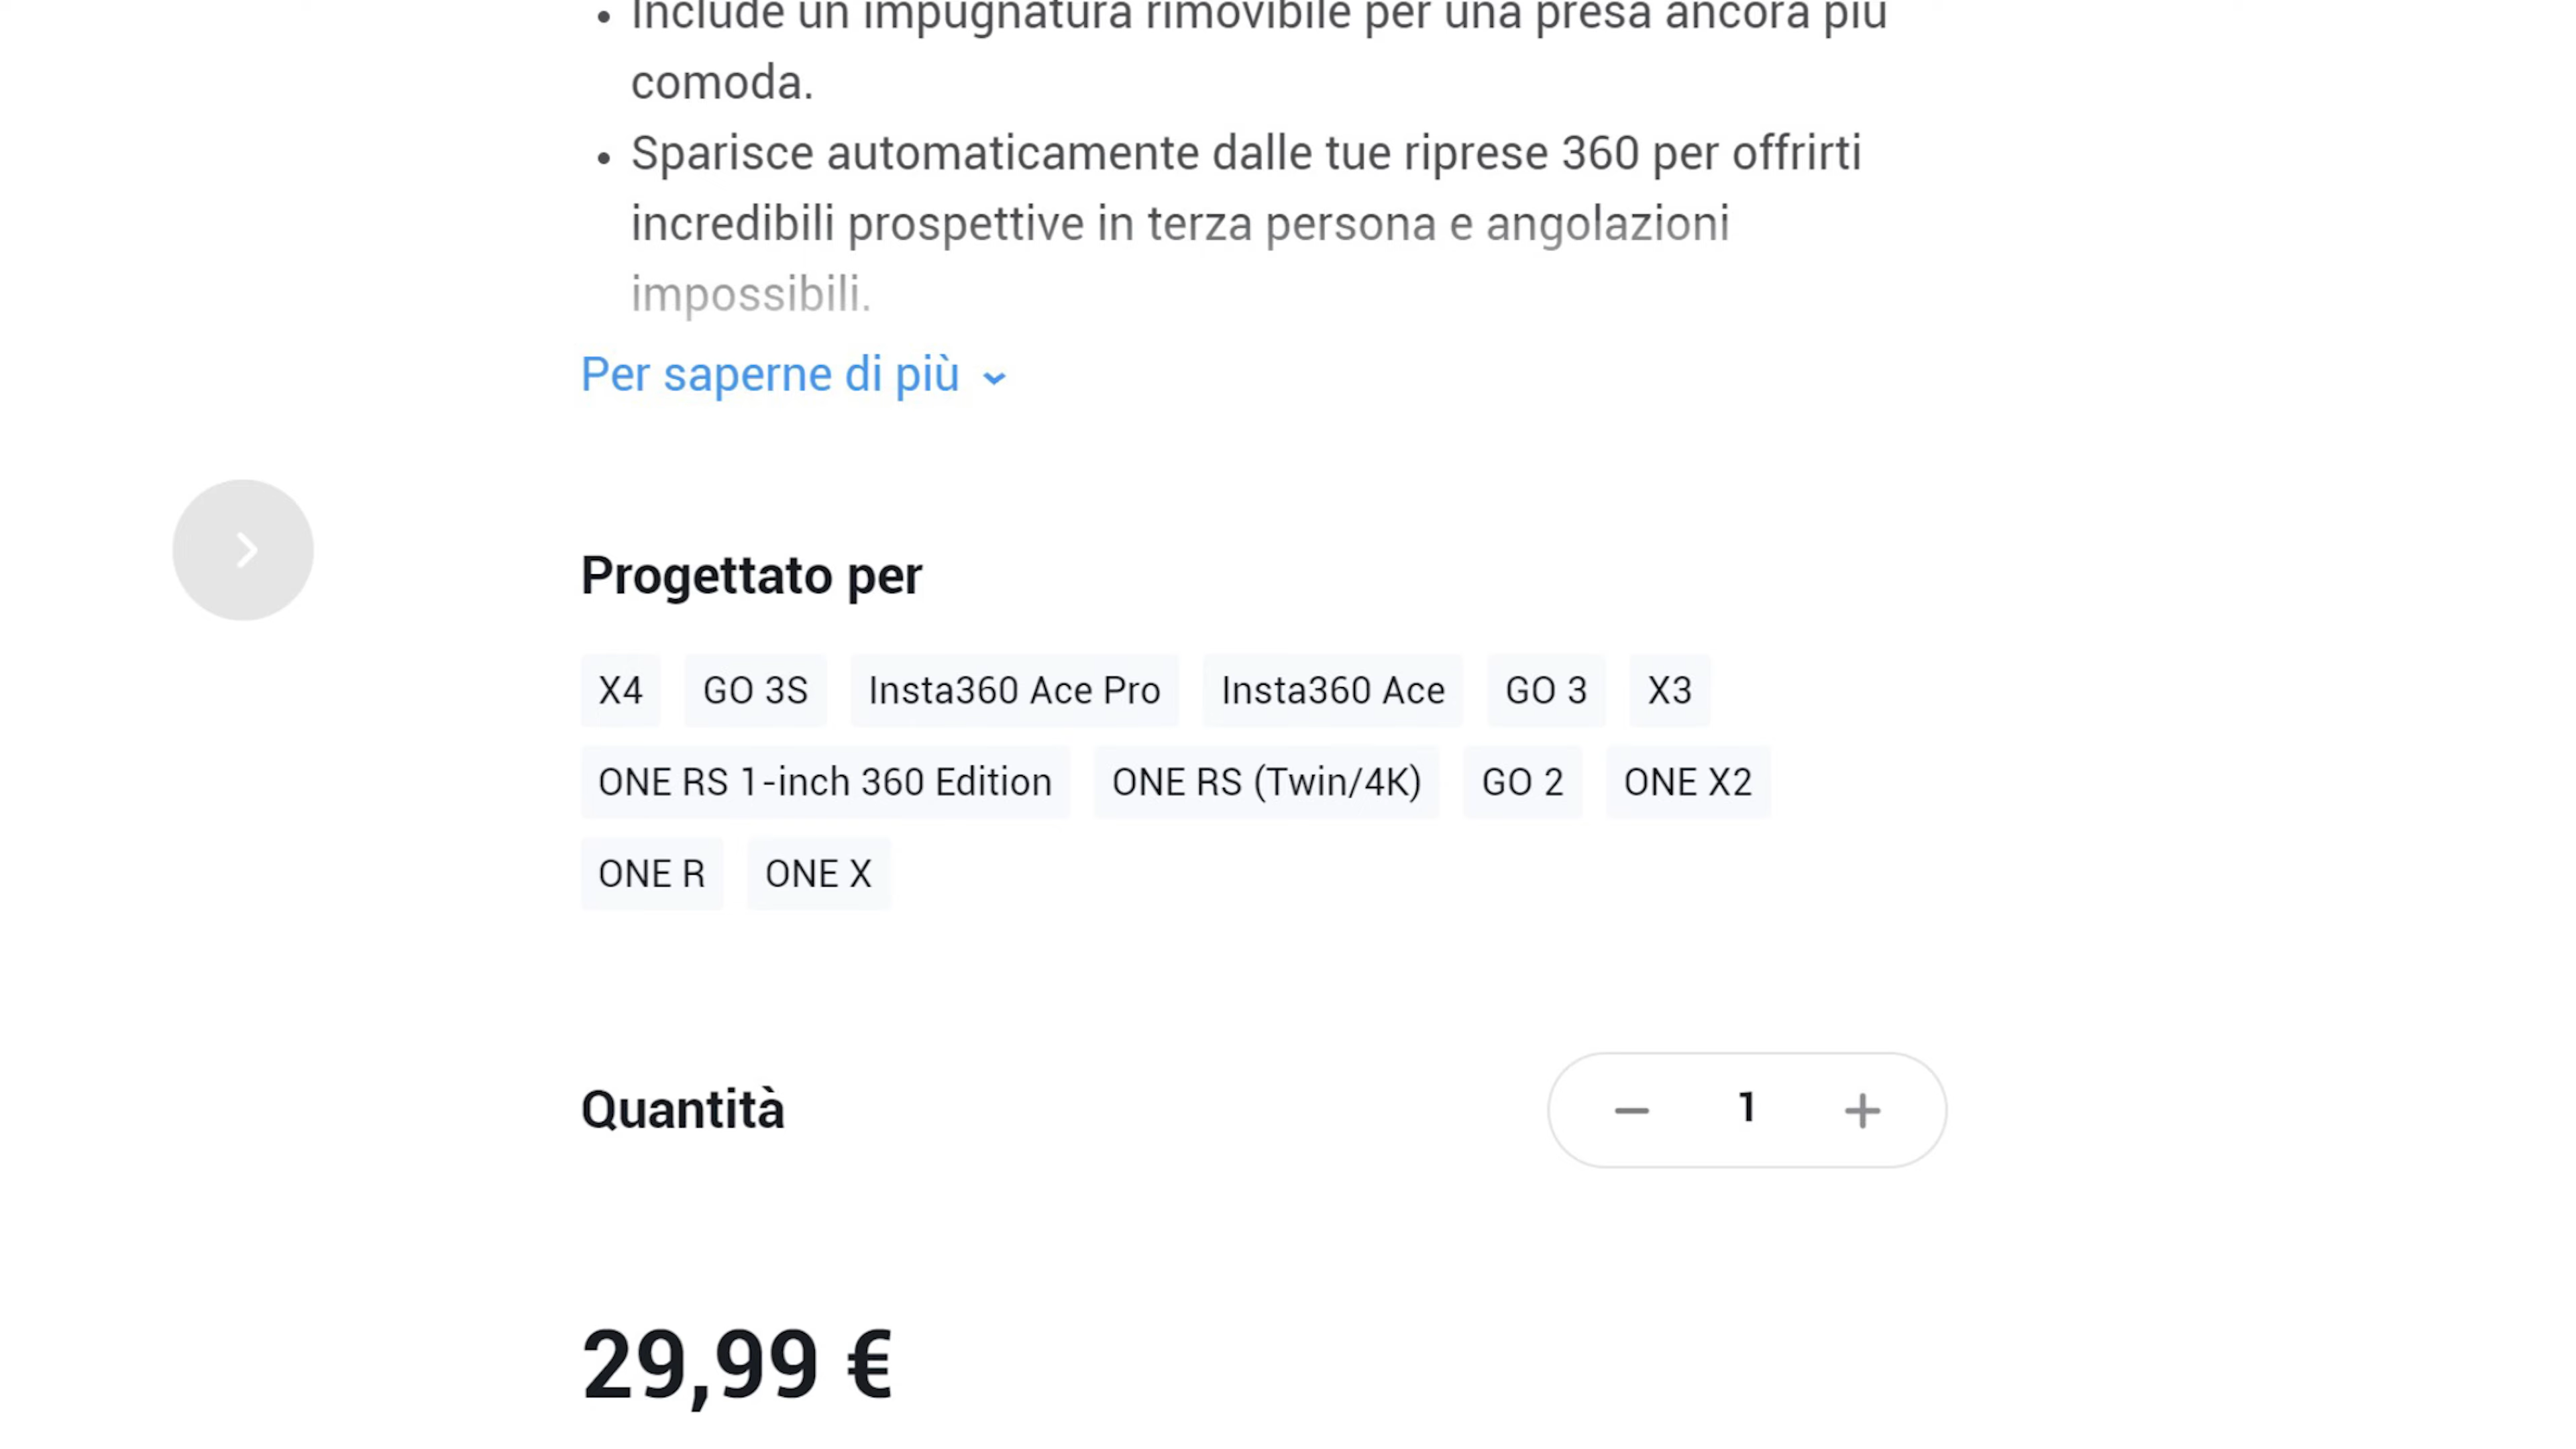 Include un impugnatura rimovibile per una presa ancora più
comoda.
Sparisce automaticamente dalle tue riprese 360 per offrirti
incredibili prospettive in terza persona e angolazioni
impossibili.
Per saperne di più
Progettato per
X4 GO 3S Insta360 Ace Pro Insta360 Ace GO 3 X3
ONE RS 1-inch 360 Edition ONE RS (Twin/4K) GO 2 ONE X2
ONE R ONE X
Quantità 1
29,99 €